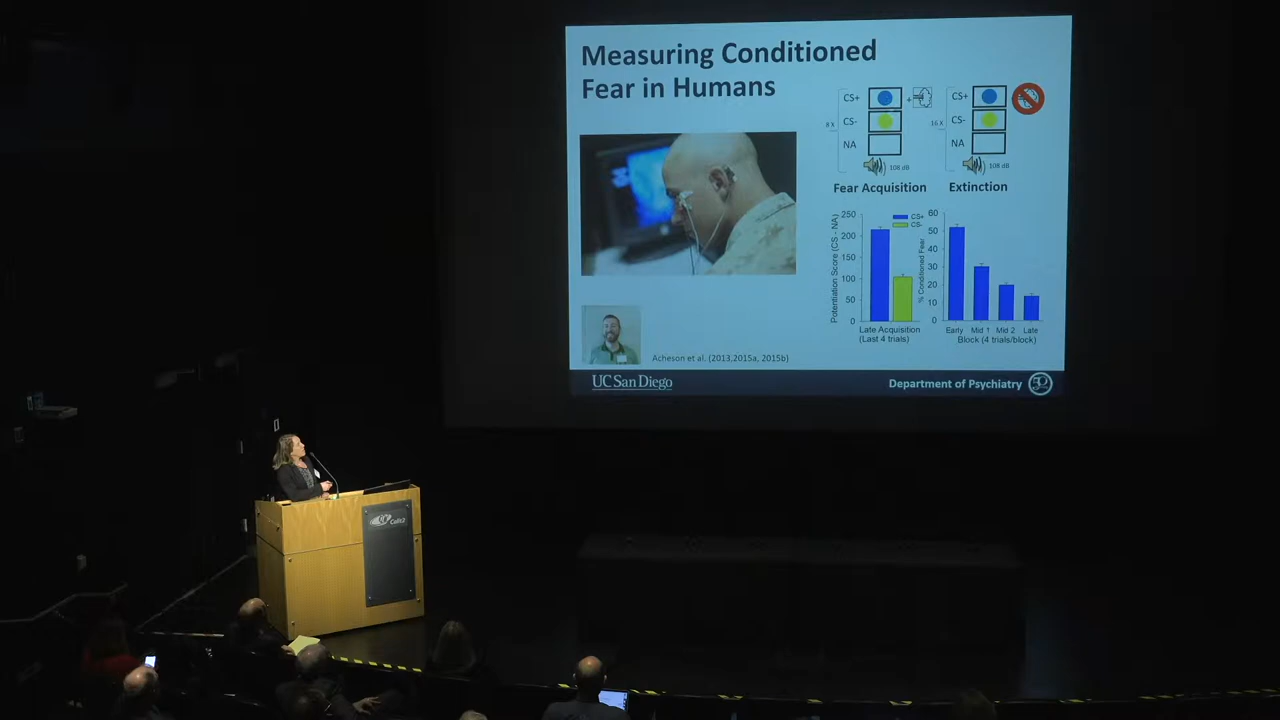 Measuring Conditioned
Fear in Humans
CS+
+
CS-
8 X
NA
108 dB
Fear Acquisition
CS+
CS-
16 X
NA
108 dB
Extinction
Potentiation Score (CS - NA)
250
200
150
100
50
0
CS+
CS-
Late Acquisition
(Last 4 trials)
% Conditioned Fear
60
50
40
30
20
10
0
Early Mid 1 Mid 2 Late
Block (4 trials/block)
Acheson et al. (2013,2015a, 2015b)
UC San Diego
Department of Psychiatry
50
Calit2